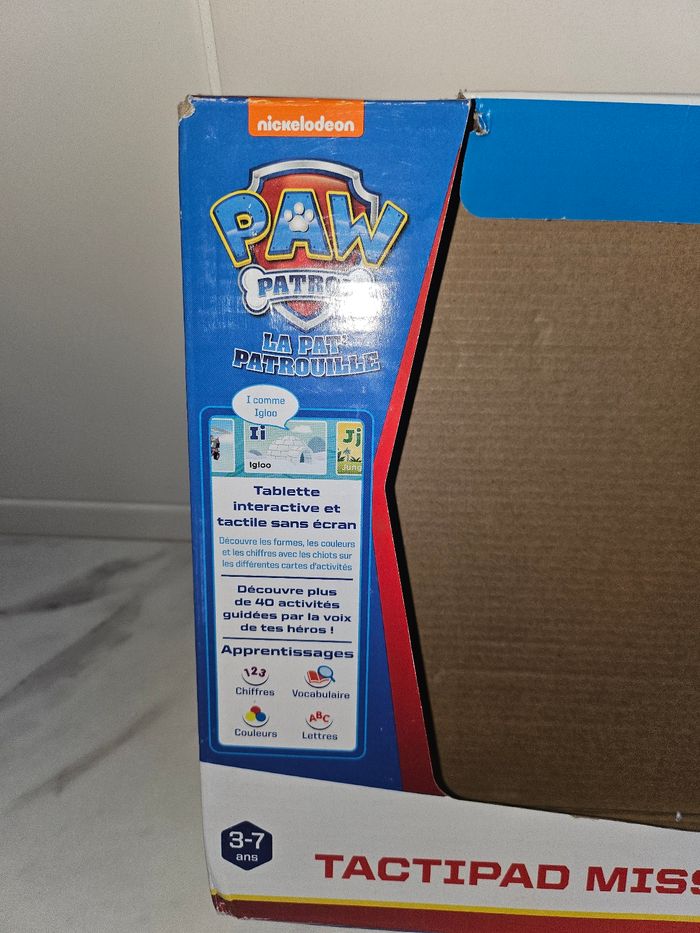 nickelodeon
PAW
PATROL
LA PAT'
PATROUILLE
I comme
Igloo
Ii
Jj
Igloo
Jung
Tablette
interactive et
tactile sans écran
Découvre les formes, les couleurs
et les chiffres avec les chiots sur
les différentes cartes d'activités
Découvre plus
de 40 activités
guidées par la voix
de tes héros !
Apprentissages
123
Chiffres
Vocabulaire
ABC
Couleurs
Lettres
3-7
ans
TACTIPAD MISS